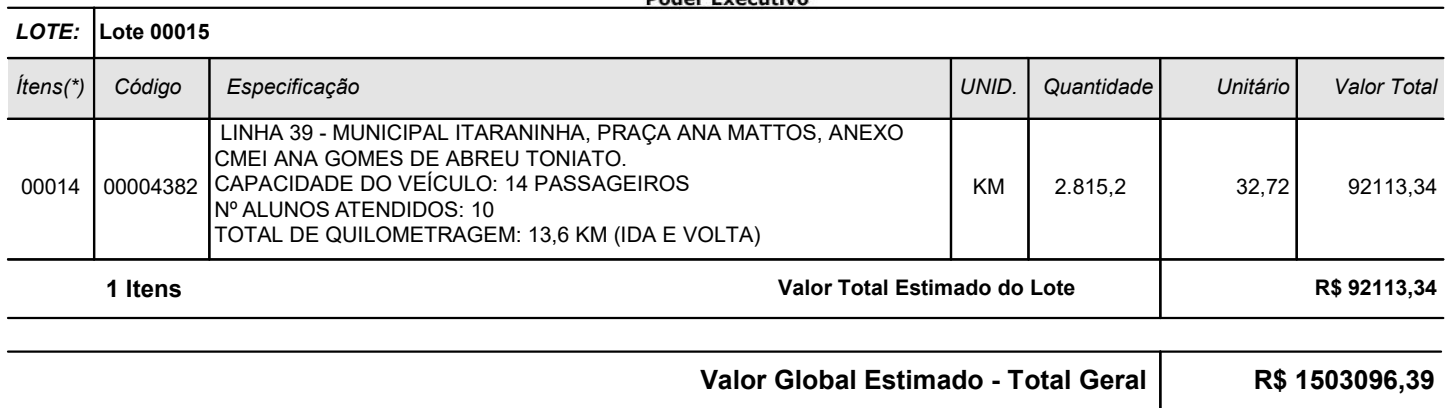 Poder Executivo
LOTE: Lote 00015
Ítens(*) Código Especificação UNID. Quantidade Unitário Valor Total
LINHA 39 - MUNICIPAL ITARANINHA, PRAÇA ANA MATTOS, ANEXO
CMEI ANA GOMES DE ABREU TONIATO.
00014 00004382 CAPACIDADE DO VEÍCULO: 14 PASSAGEIROS KM 2.815,2 32,72 92113,34
Nº ALUNOS ATENDIDOS: 10
TOTAL DE QUILOMETRAGEM: 13,6 KM (IDA E VOLTA)
1 Itens Valor Total Estimado do Lote R$ 92113,34
Valor Global Estimado - Total Geral R$ 1503096,39